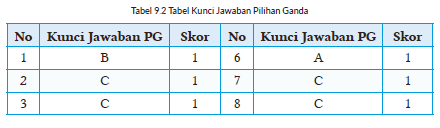 Tabel 9.2 Tabel Kunci Jawaban Pilihan Ganda
No Kunci Jawaban PG Skor No Kunci Jawaban PG Skor
1 B 1 6 A 1
2 C 1 7 C 1
3 C 1 8 C 1